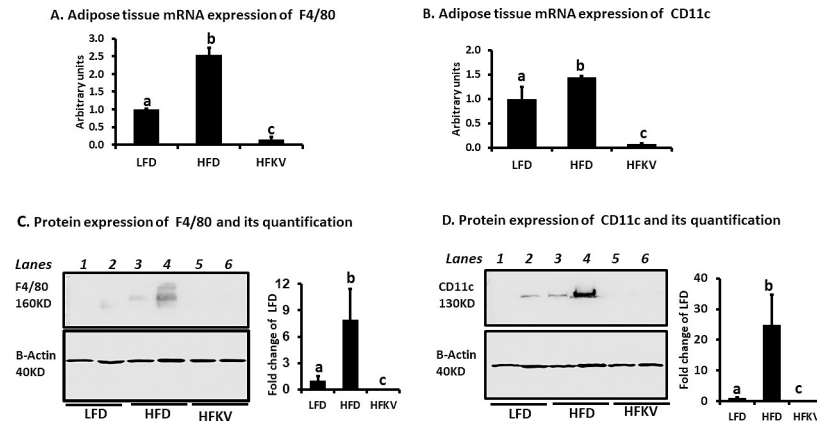 A. Adipose tissue mRNA expression of F4/80
Arbitrary units
3.0
2.5
2.0
1.5
1.0
0.5
0.0
a
b
c
LFD HFD HFKV
B. Adipose tissue mRNA expression of CD11c
Arbitrary units
2.0
1.5
1.0
0.5
0.0
a
b
c
LFD HFD HFKV
C. Protein expression of F4/80 and its quantification
Lanes 1 2 3 4 5 6
F4/80
160KD
B-Actin
40KD
LFD HFD HFKV
Fold change of LFD
12
9
6
3
0
a
b
c
LFD HFD HFKV
D. Protein expression of CD11c and its quantification
Lanes 1 2 3 4 5 6
CD11c
130KD
B-Actin
40KD
LFD HFD HFKV
Fold change of LFD
40
30
20
10
0
a
b
c
LFD HFD HFKV